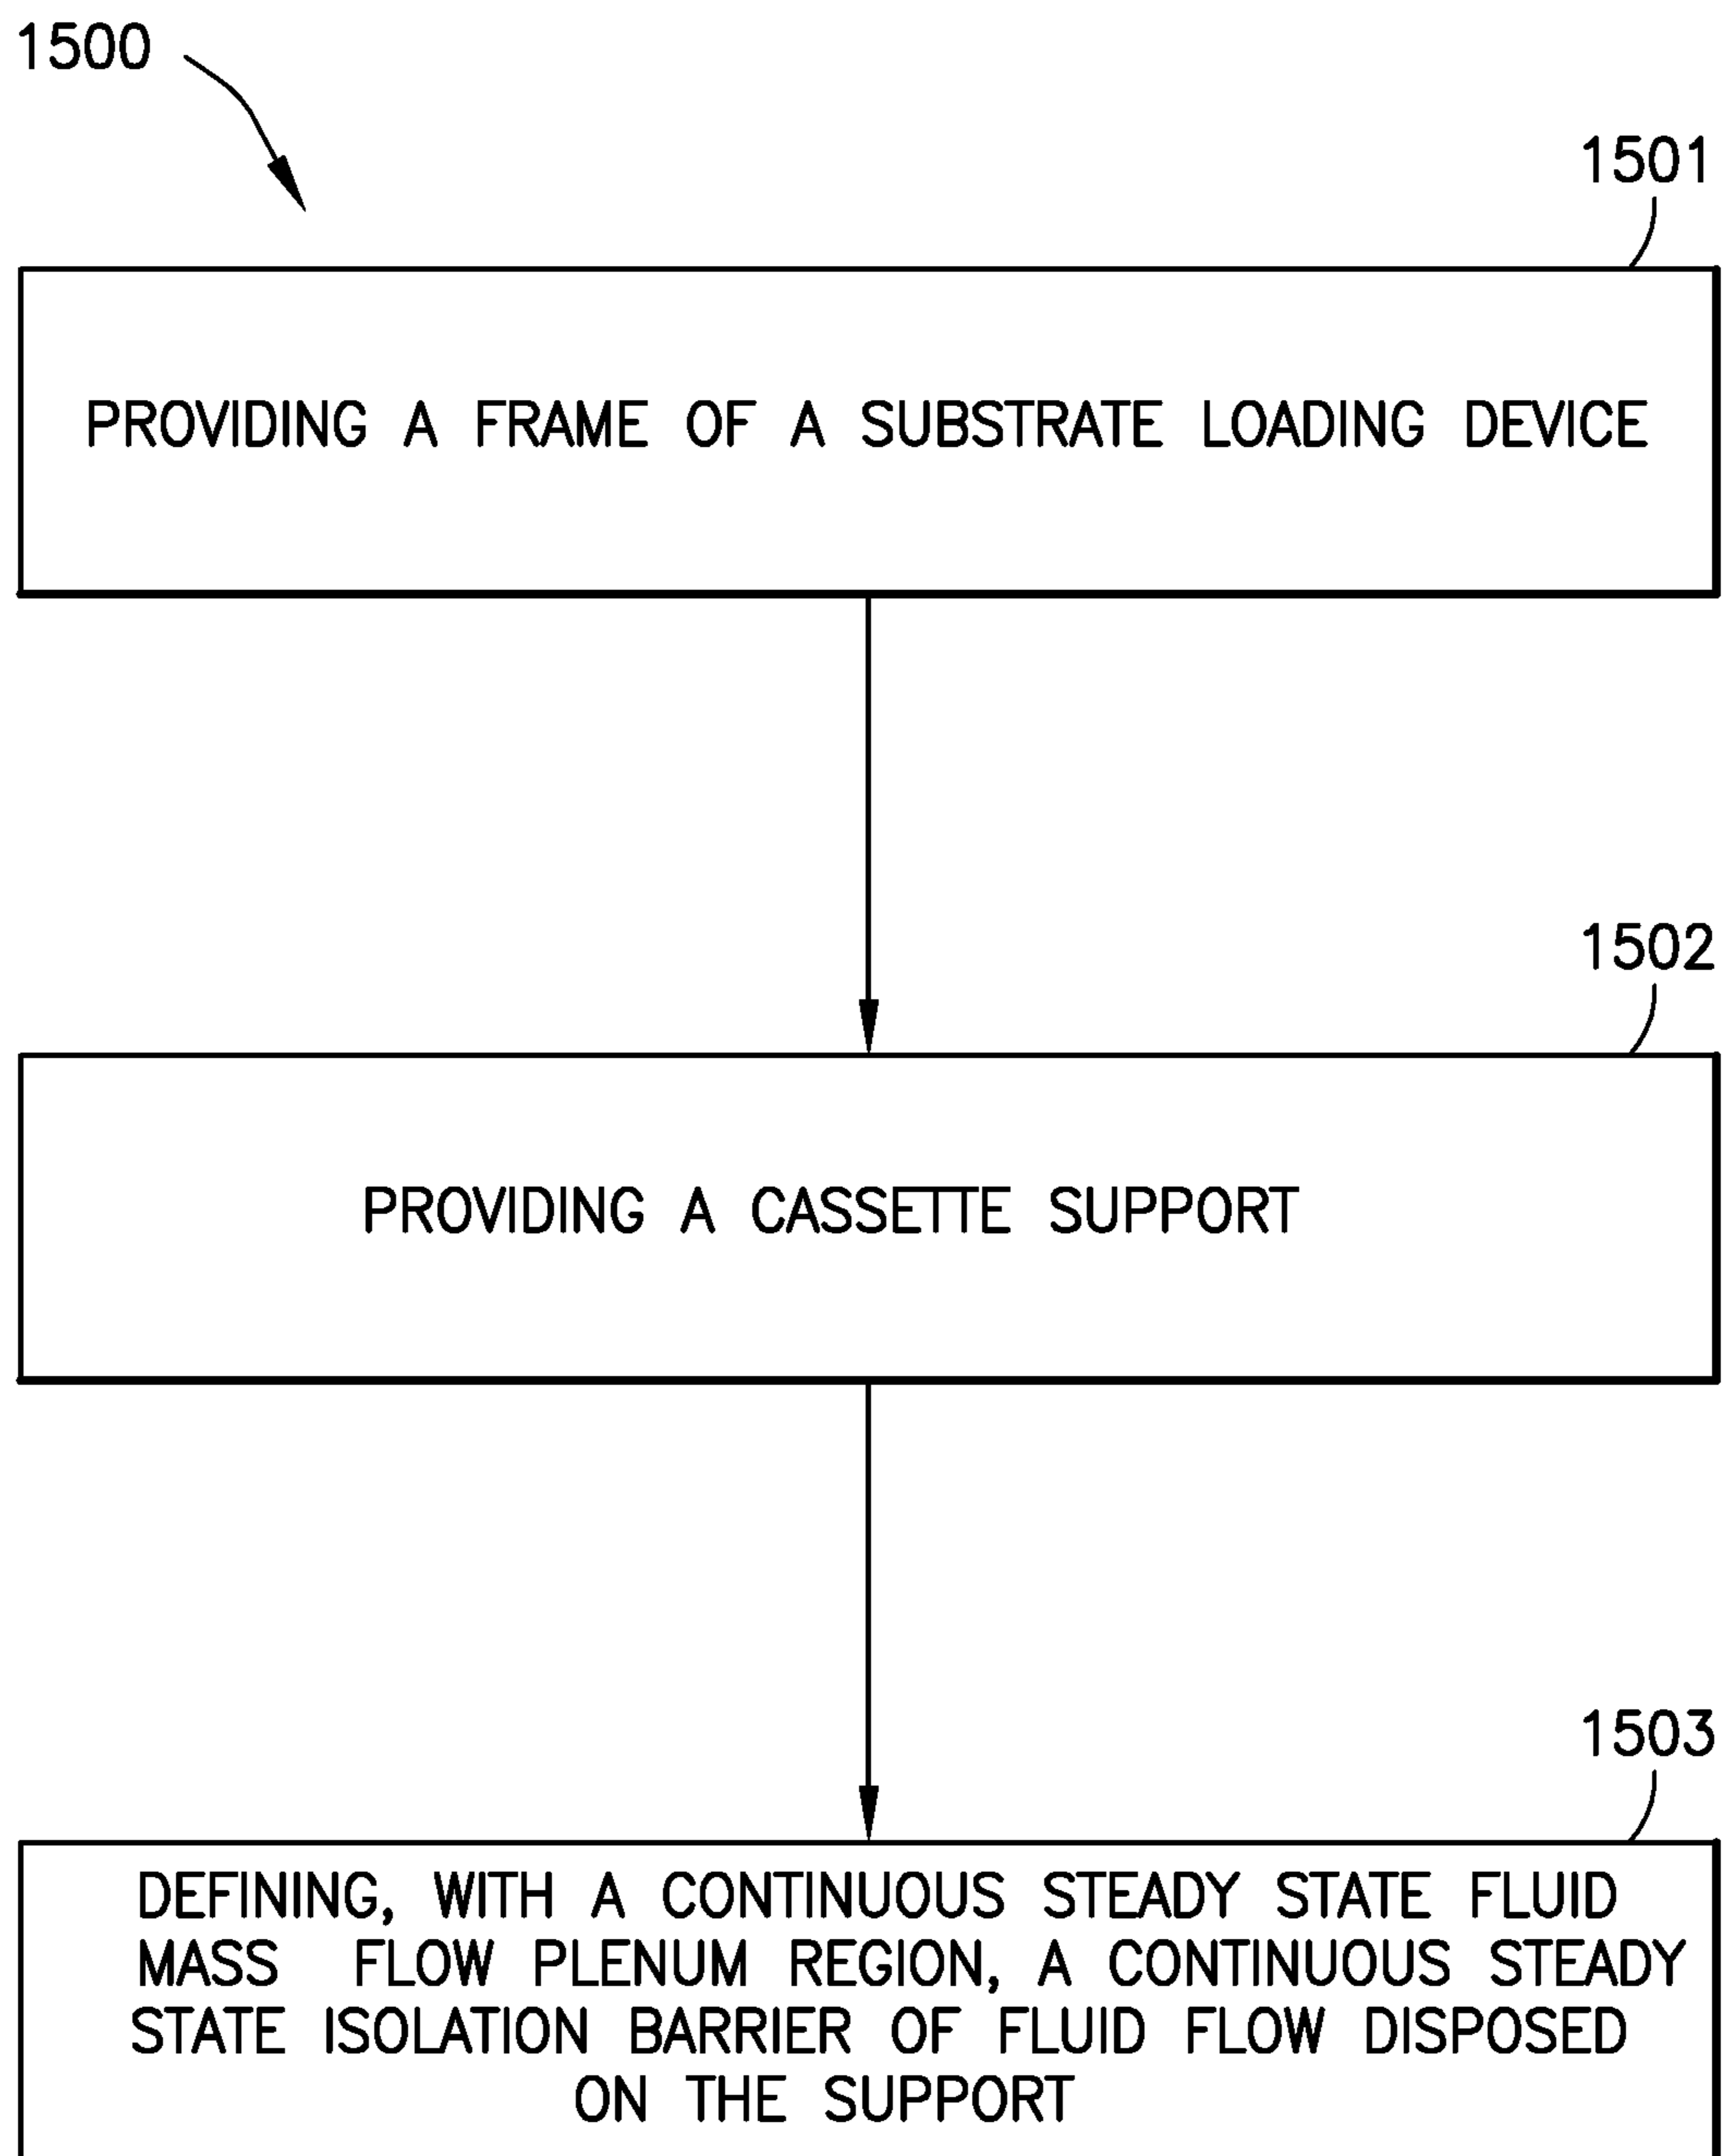 1500
1501
PROVIDING A FRAME OF A SUBSTRATE LOADING DEVICE
1502
PROVIDING A CASSETTE SUPPORT
1503
DEFINING, WITH A CONTINUOUS STEADY STATE FLUID
MASS FLOW PLENUM REGION, A CONTINUOUS STEADY
STATE ISOLATION BARRIER OF FLUID FLOW DISPOSED
ON THE SUPPORT